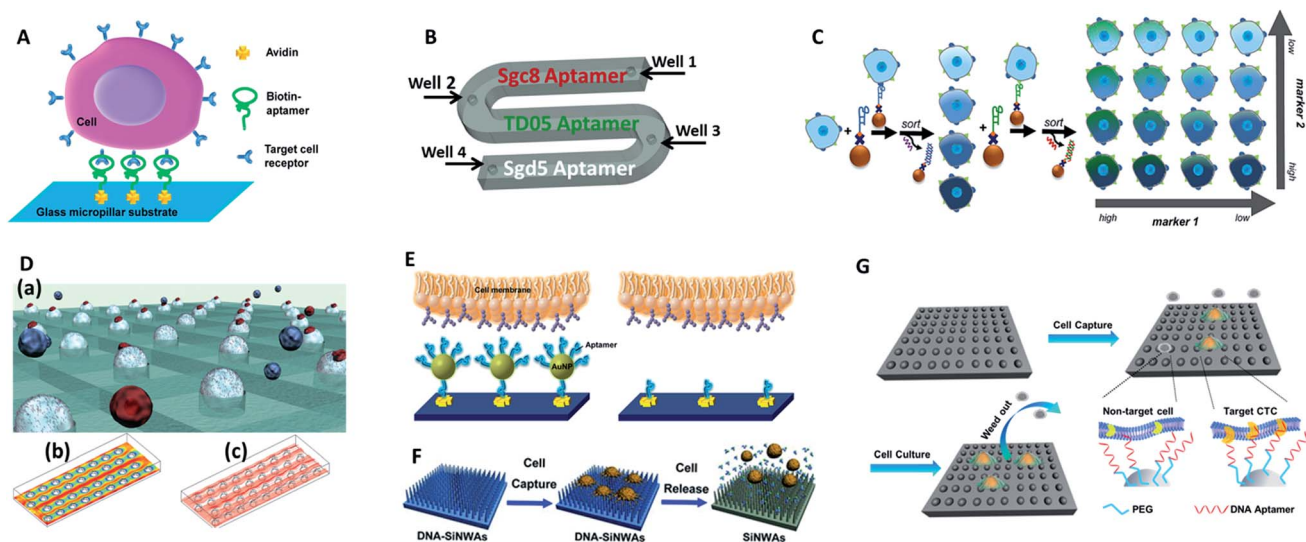 A
Cell
Avidin
Biotin-
aptamer
Target cell
receptor
Glass micropillar substrate
B
Sgc8 Aptamer
Well 1
Well 2
TD05 Aptamer
Well 3
Well 4
Sgd5 Aptamer
C
+
sort
+
sort
low
marker 2
high
high
marker 1
low
D
(a)
(b)
(c)
E
Cell membrane
Aptamer
AuNP
F
Cell
Capture
Cell
Release
DNA-SiNWAs
DNA-SiNWAs
SiNWAs
G
Cell Capture
Weed out
Cell Culture
Non-target cell
Target CTC
PEG
DNA Aptamer